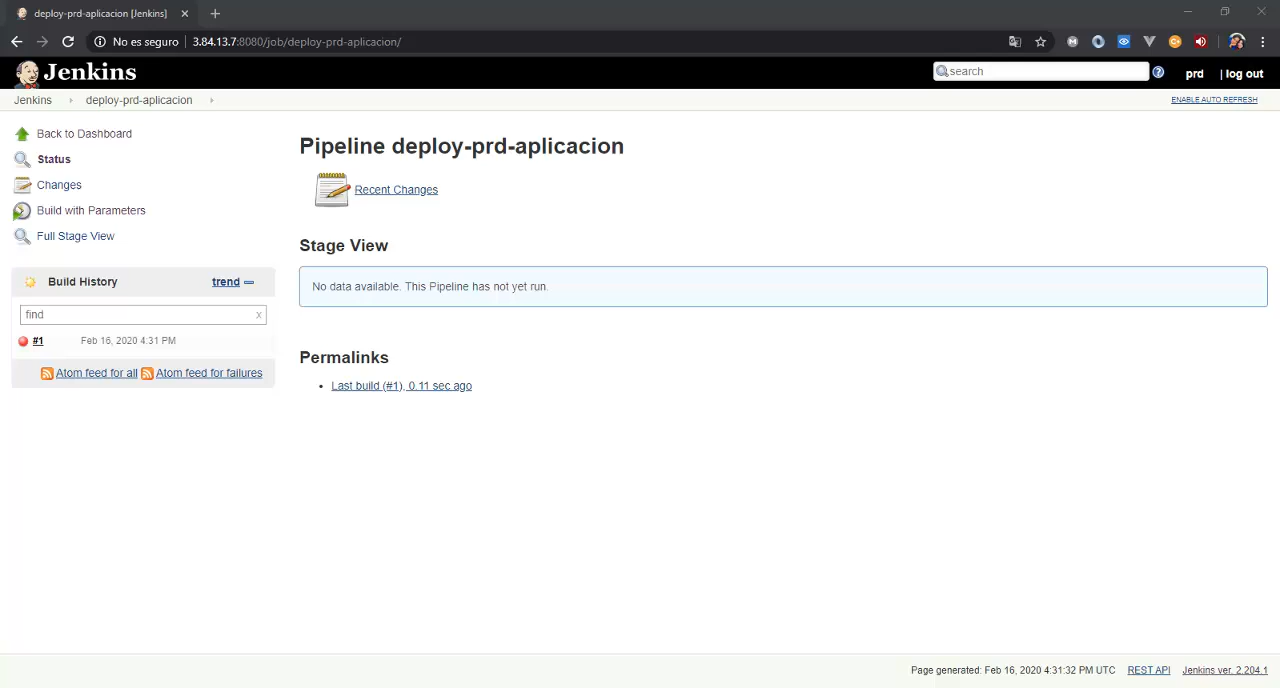 deploy-prd-aplicacion [Jenkins]
No es seguro 3.84.13.7:8080/job/deploy-prd-aplicacion/
Jenkins
search
prd
| log out
Jenkins
deploy-prd-aplicacion
ENABLE AUTO REFRESH
Back to Dashboard
Status
Changes
Build with Parameters
Full Stage View
Build History
trend
find
x
#1 Feb 16, 2020 4:31 PM
Atom feed for all
Atom feed for failures
Pipeline deploy-prd-aplicacion
Recent Changes
Stage View
No data available. This Pipeline has not yet run.
Permalinks
Last build (#1), 0.11 sec ago
Page generated: Feb 16, 2020 4:31:32 PM UTC
REST API
Jenkins ver. 2.204.1